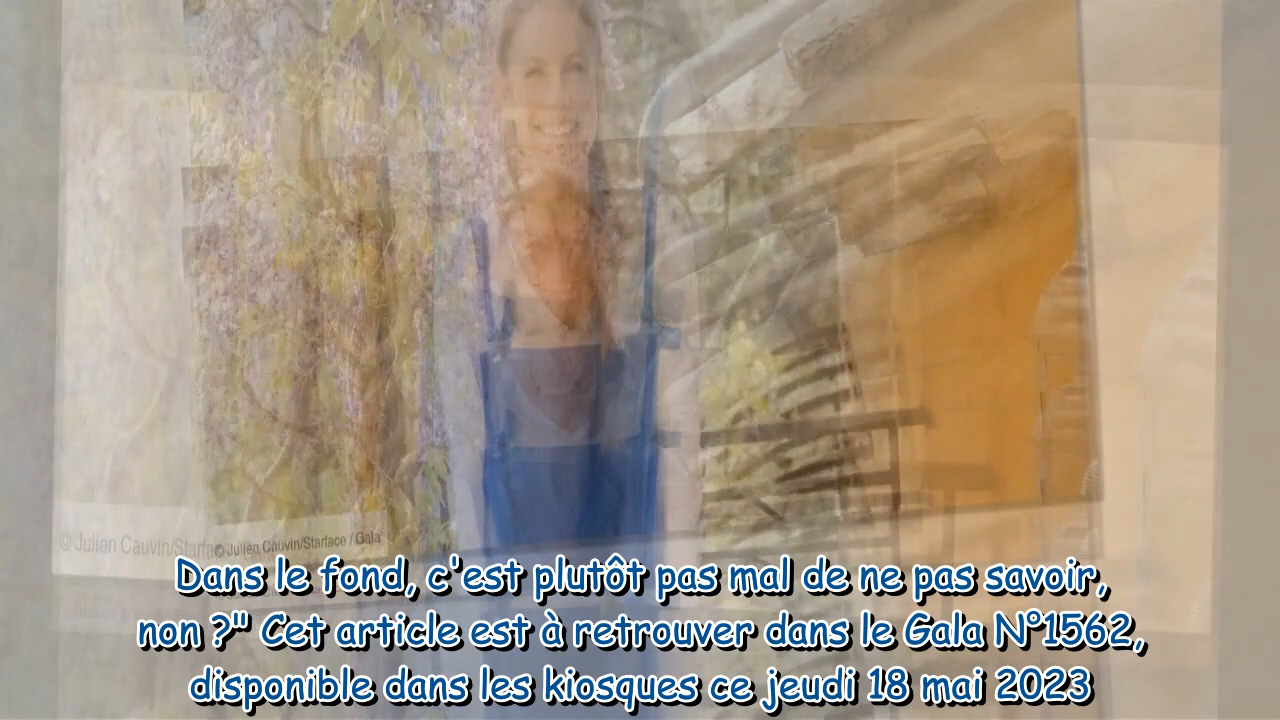 © Julien Cauvin/Starfa
© Julien Cauvin/Starface / Gala
Dans le fond, c'est plutôt pas mal de ne pas savoir,
non ?" Cet article est à retrouver dans le Gala N°1562,
disponible dans les kiosques ce jeudi 18 mai 2023